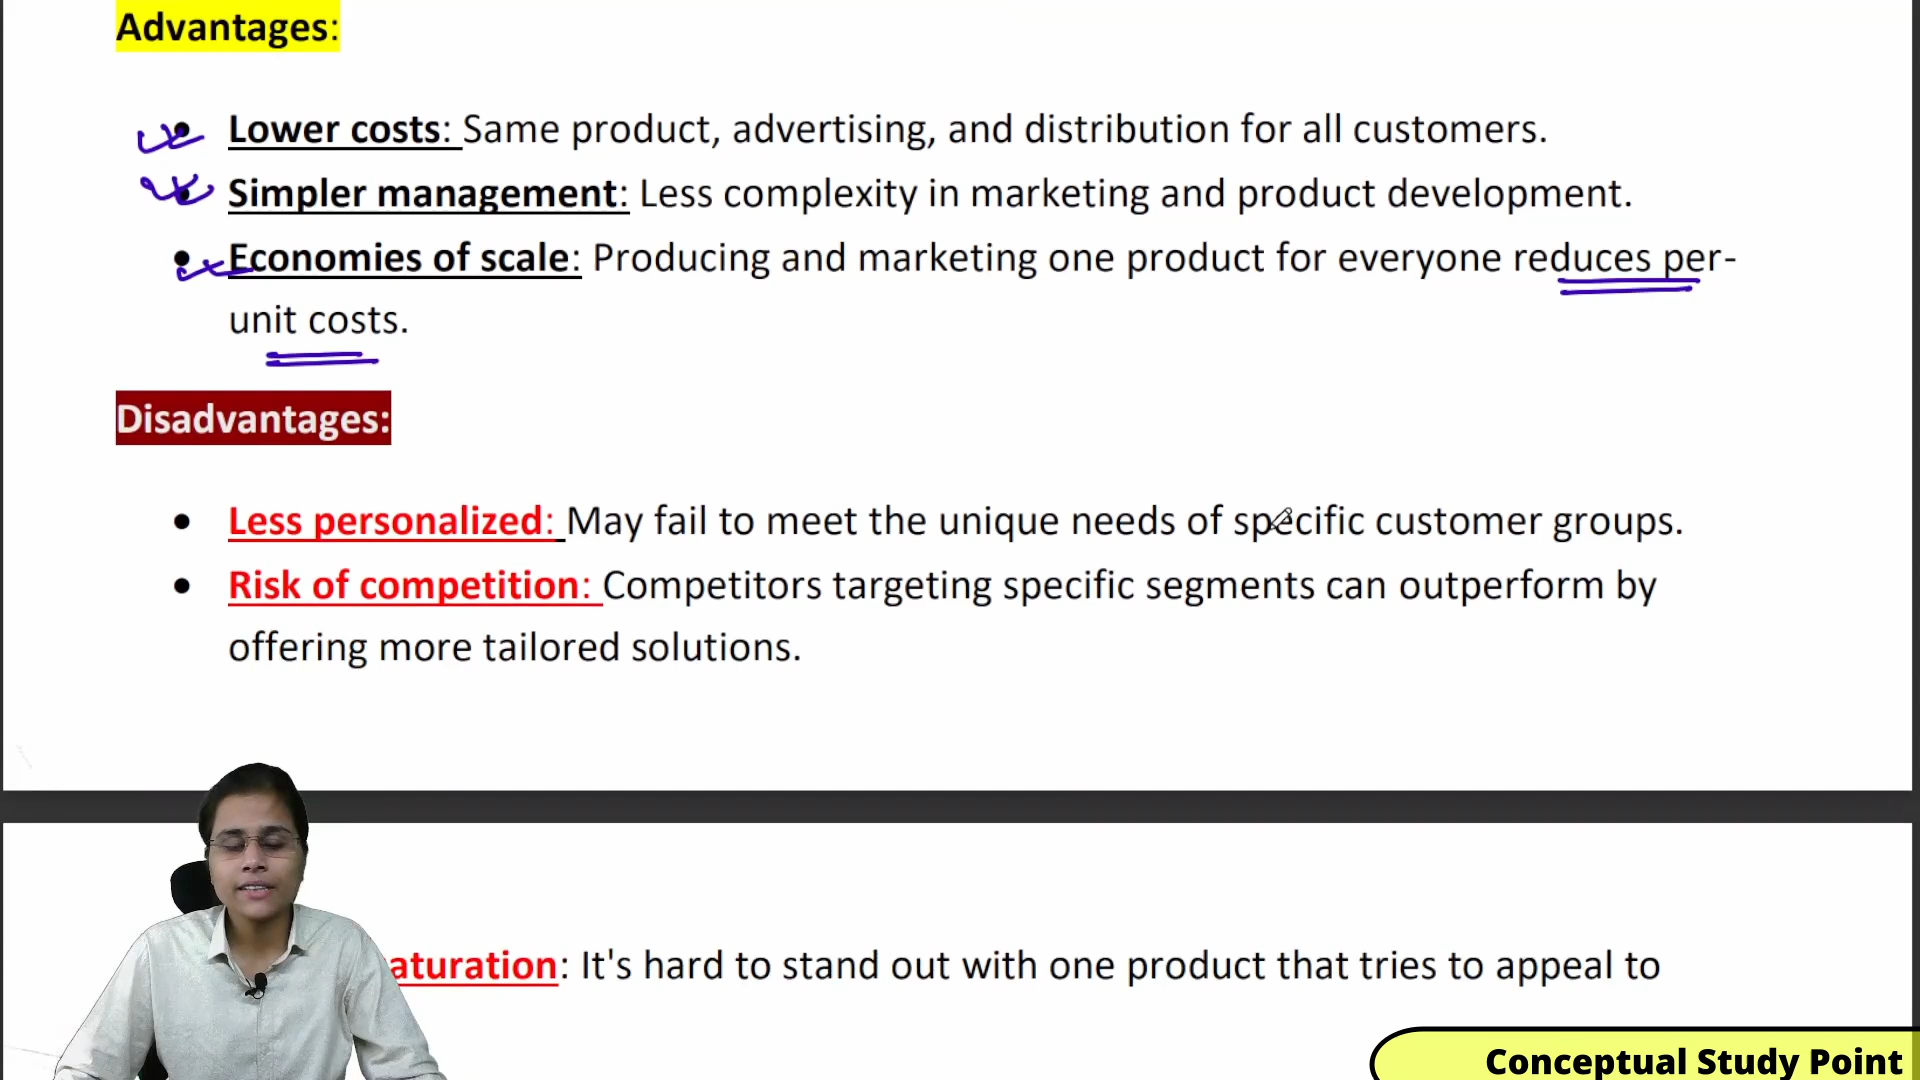 Advantages:
• Lower costs: Same product, advertising, and distribution for all customers.
• Simpler management: Less complexity in marketing and product development.
• Economies of scale: Producing and marketing one product for everyone reduces per-
unit costs.
Disadvantages:
• Less personalized: May fail to meet the unique needs of specific customer groups.
• Risk of competition: Competitors targeting specific segments can outperform by
offering more tailored solutions.
aturation: It's hard to stand out with one product that tries to appeal to
Conceptual Study Point